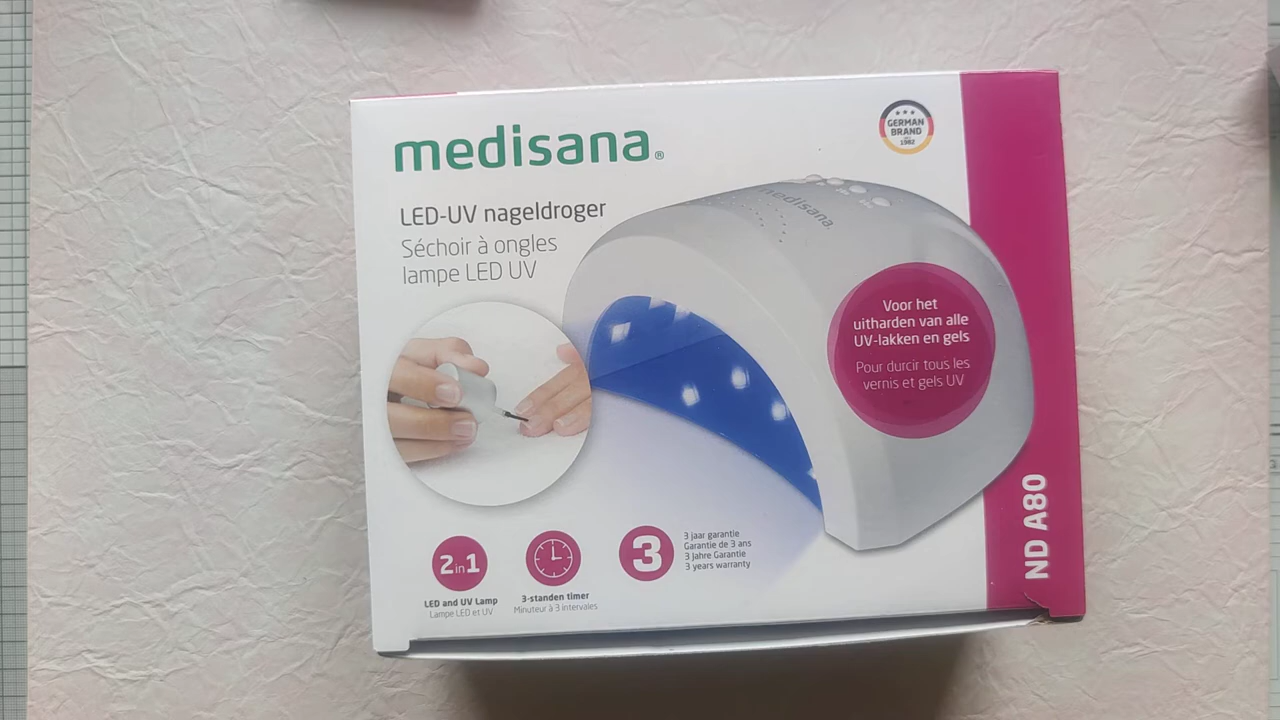 medisana®
GERMAN
BRAND
1982
LED-UV nageldroger
Séchoir à ongles
lampe LED UV
medisana
Voor het
uitharden van alle
UV-lakken en gels
Pour durcir tous les
vernis et gels UV
ND A80
2in1
LED and UV Lamp
Lampe LED et UV
3-standen timer
Minuteur à 3 intervalles
3
3 jaar garantie
Garantie de 3 ans
3 Jahre Garantie
3 years warranty